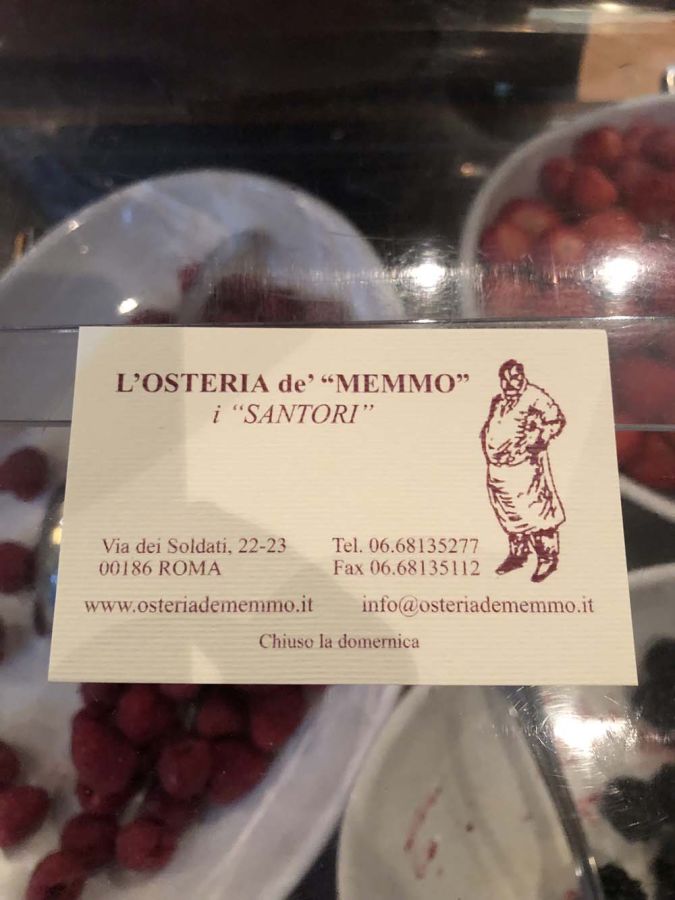 L'OSTERIA de' “MEMMO”
i “SANTORI”
Via dei Soldati, 22-23 Tel. 06.68135277
00186 ROMA Fax 06.68135112
www.osteriadememmo.it info@osteriadememmo.it
Chiuso la domernica